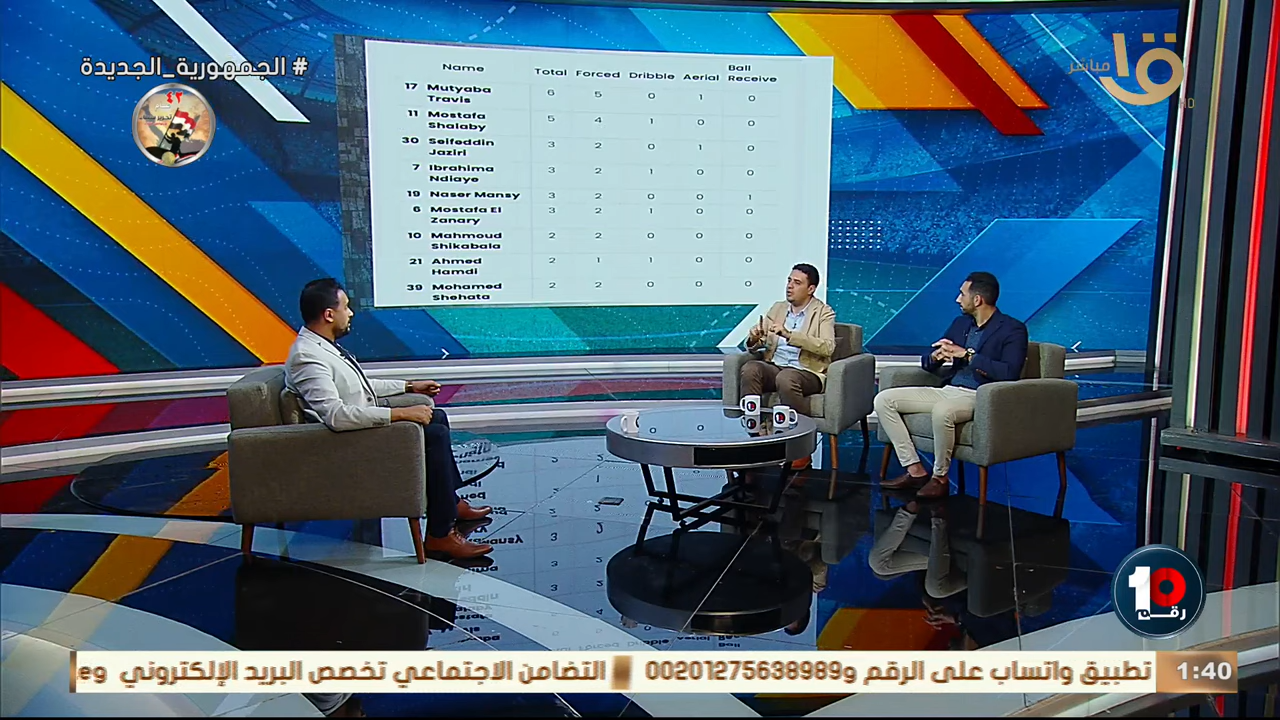 # الجمهورية_الجديدة
٤٢
مباشر
HD
Name Total Forced Dribble Aerial Ball Receive
17 Mutyaba Travis 6 5 0 1 0
11 Mostafa Shalaby 5 4 1 0 0
30 Seifeddin Jaziri 3 2 0 1 0
7 Ibrahima Ndiaye 3 2 1 0 0
19 Naser Mansy 3 2 0 0 1
6 Mostafa El Zanary 3 2 1 0 0
10 Mahmoud Shikabala 2 2 0 0 0
21 Ahmed Hamdi 2 1 1 0 0
39 Mohamed Shehata 2 2 0 0 0
10
رقم
تطبيق واتساب على الرقم و00201275638989 التضامن الاجتماعي تخصص البريد الإلكتروني eg
1:40